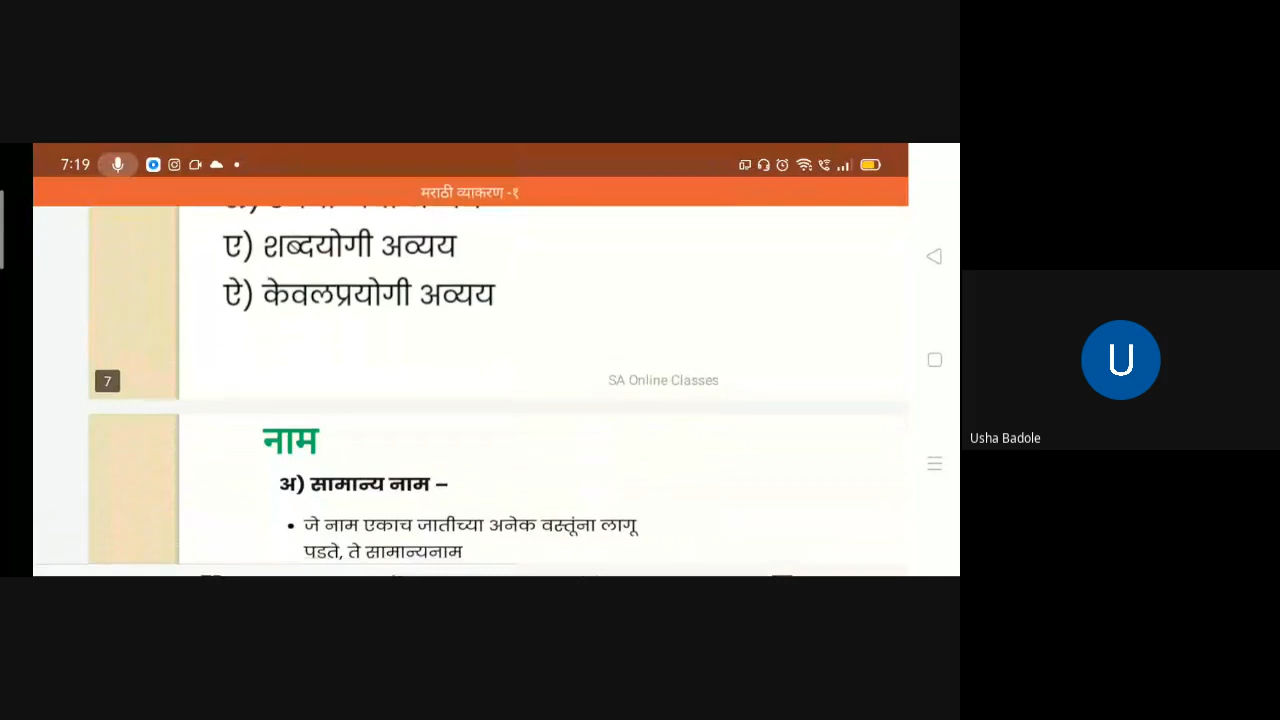 7:19
मराठी व्याकरण -१
ए) शब्दयोगी अव्यय
ऐ) केवलप्रयोगी अव्यय
7
SA Online Classes
नाम
अ) सामान्य नाम –
• जे नाम एकाच जातीच्या अनेक वस्तूंना लागू
पडते, ते सामान्यनाम
U
Usha Badole